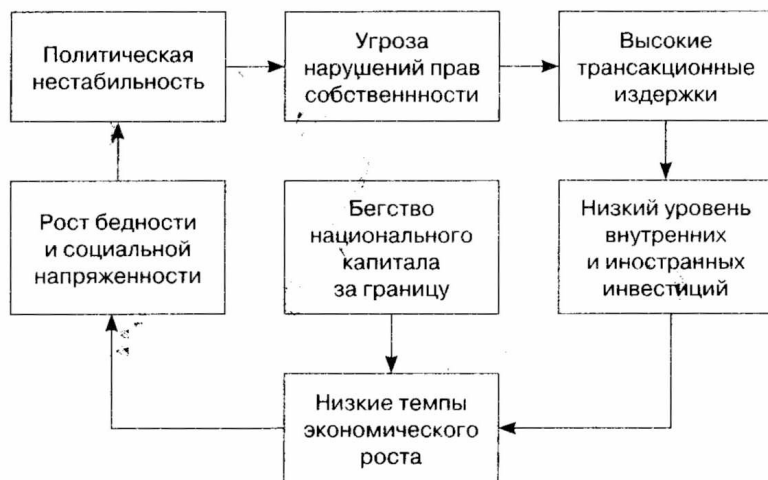 Политическая
нестабильность
Угроза
нарушений прав
собственнности
Высокие
трансакционные
издержки
Рост бедности
и социальной
напряженности
Бегство
национального
капитала
за границу
Низкий уровень
внутренних
и иностранных
инвестиций
Низкие темпы
экономического
роста